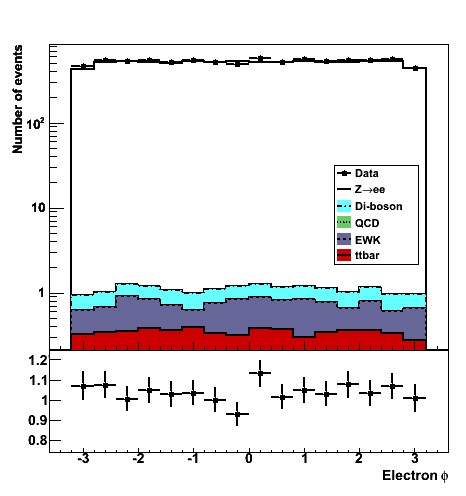 Number of events
10²
10
1
Data
Z→ee
Di-boson
QCD
EWK
ttbar
1.2
1.1
1
0.9
0.8
-3 -2 -1 0 1 2 3
Electron ϕ